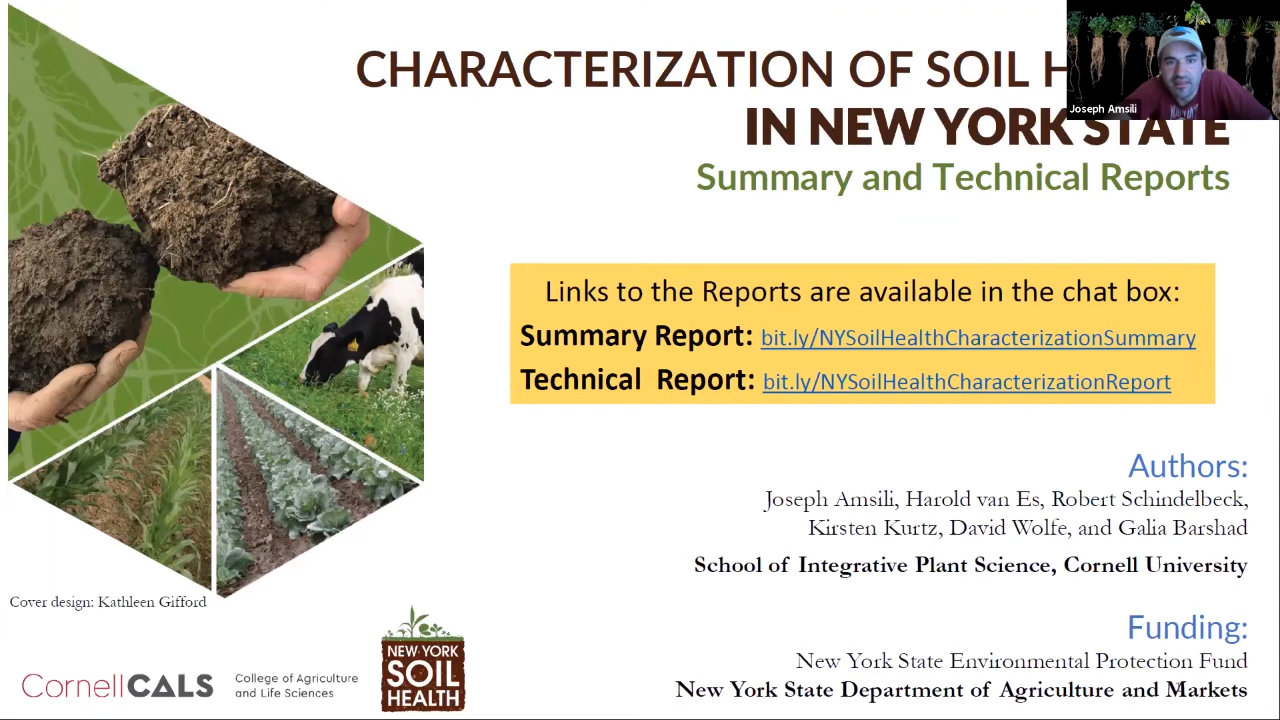 CHARACTERIZATION OF SOIL H
IN NEW YORK STATE
Summary and Technical Reports
Joseph Amsili
Links to the Reports are available in the chat box:
Summary Report: bit.ly/NYSoilHealthCharacterizationSummary
Technical Report: bit.ly/NYSoilHealthCharacterizationReport
Authors:
Joseph Amsili, Harold van Es, Robert Schindelbeck,
Kirsten Kurtz, David Wolfe, and Galia Barshad
School of Integrative Plant Science, Cornell University
Cover design: Kathleen Gifford
Funding:
New York State Environmental Protection Fund
New York State Department of Agriculture and Markets
CornellCALS
College of Agriculture
and Life Sciences
NEW YORK
SOIL
HEALTH